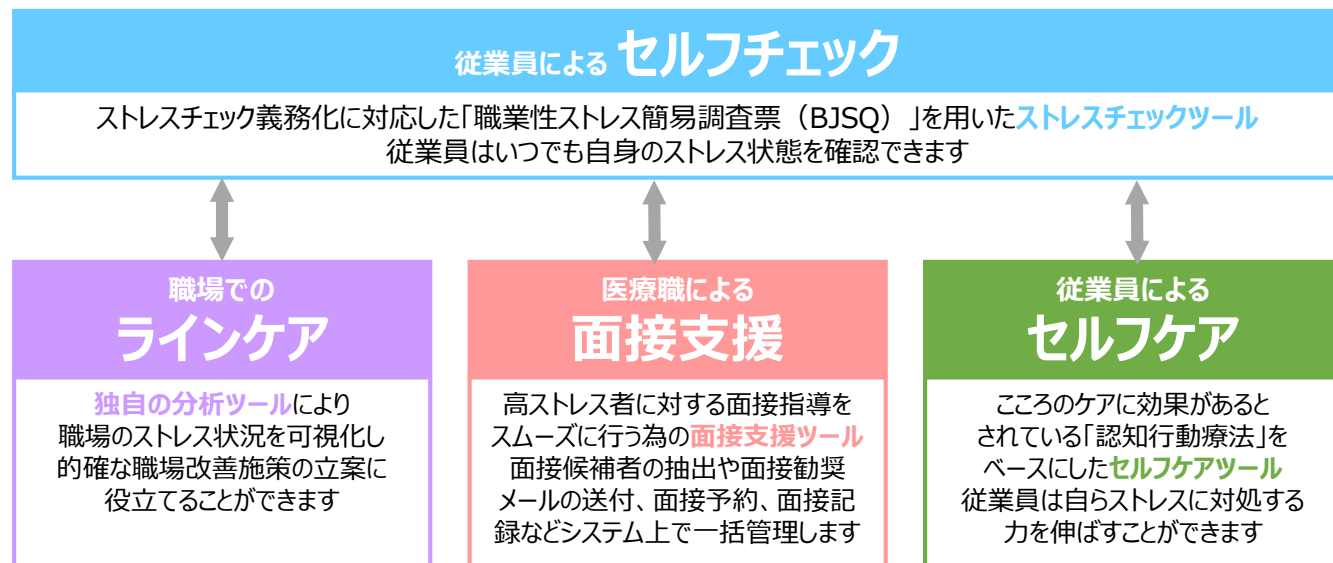 従業員による セルフチェック
ストレスチェック義務化に対応した「職業性ストレス簡易調査票（BJSQ）」を用いたストレスチェックツール
従業員はいつでも自身のストレス状態を確認できます
職場での
ラインケア
独自の分析ツールにより
職場のストレス状況を可視化し
的確な職場改善施策の立案に
役立てることができます
医療職による
面接支援
高ストレス者に対する面接指導を
スムーズに行う為の面接支援ツール
面接候補者の抽出や面接勧奨
メールの送付、面接予約、面接記
録などシステム上で一括管理します
従業員による
セルフケア
こころのケアに効果があると
されている「認知行動療法」を
ベースにしたセルフケアツール
従業員は自らストレスに対処する
力を伸ばすことができます